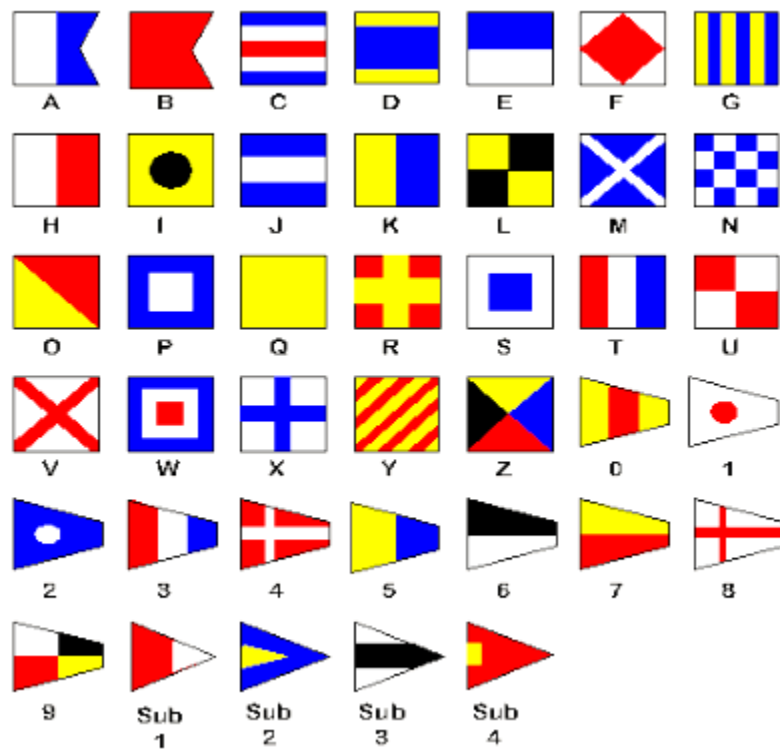 A B C D E F G
H I J K L M N
O P Q R S T U
V W X Y Z 0 1
2 3 4 5 6 7 8
9 Sub Sub Sub Sub
1 2 3 4